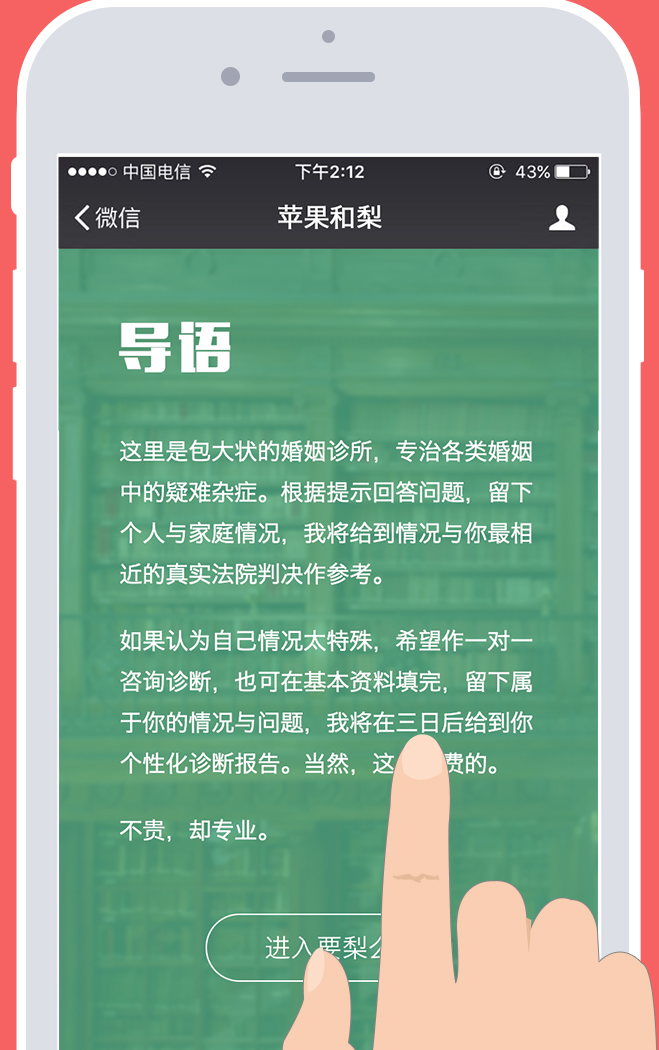 中国电信 下午2:12 43%
微信 苹果和梨
导语
这里是包大状的婚姻诊所，专治各类婚姻
中的疑难杂症。根据提示回答问题，留下
个人与家庭情况，我将给到情况与你最相
近的真实法院判决作参考。
如果认为自己情况太特殊，希望作一对一
咨询诊断，也可在基本资料填完，留下属
于你的情况与问题，我将在三日后给到你
个性化诊断报告。当然，这 费的。
不贵，却专业。
进入要梨